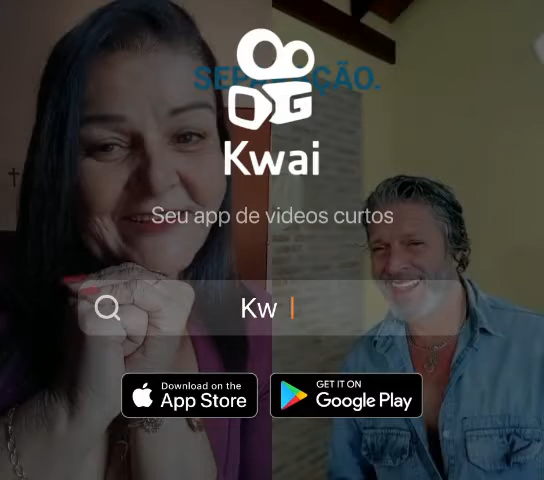 Kwai
Seu app de videos curtos
Kw
Download on the
App Store
GET IT ON
Google Play